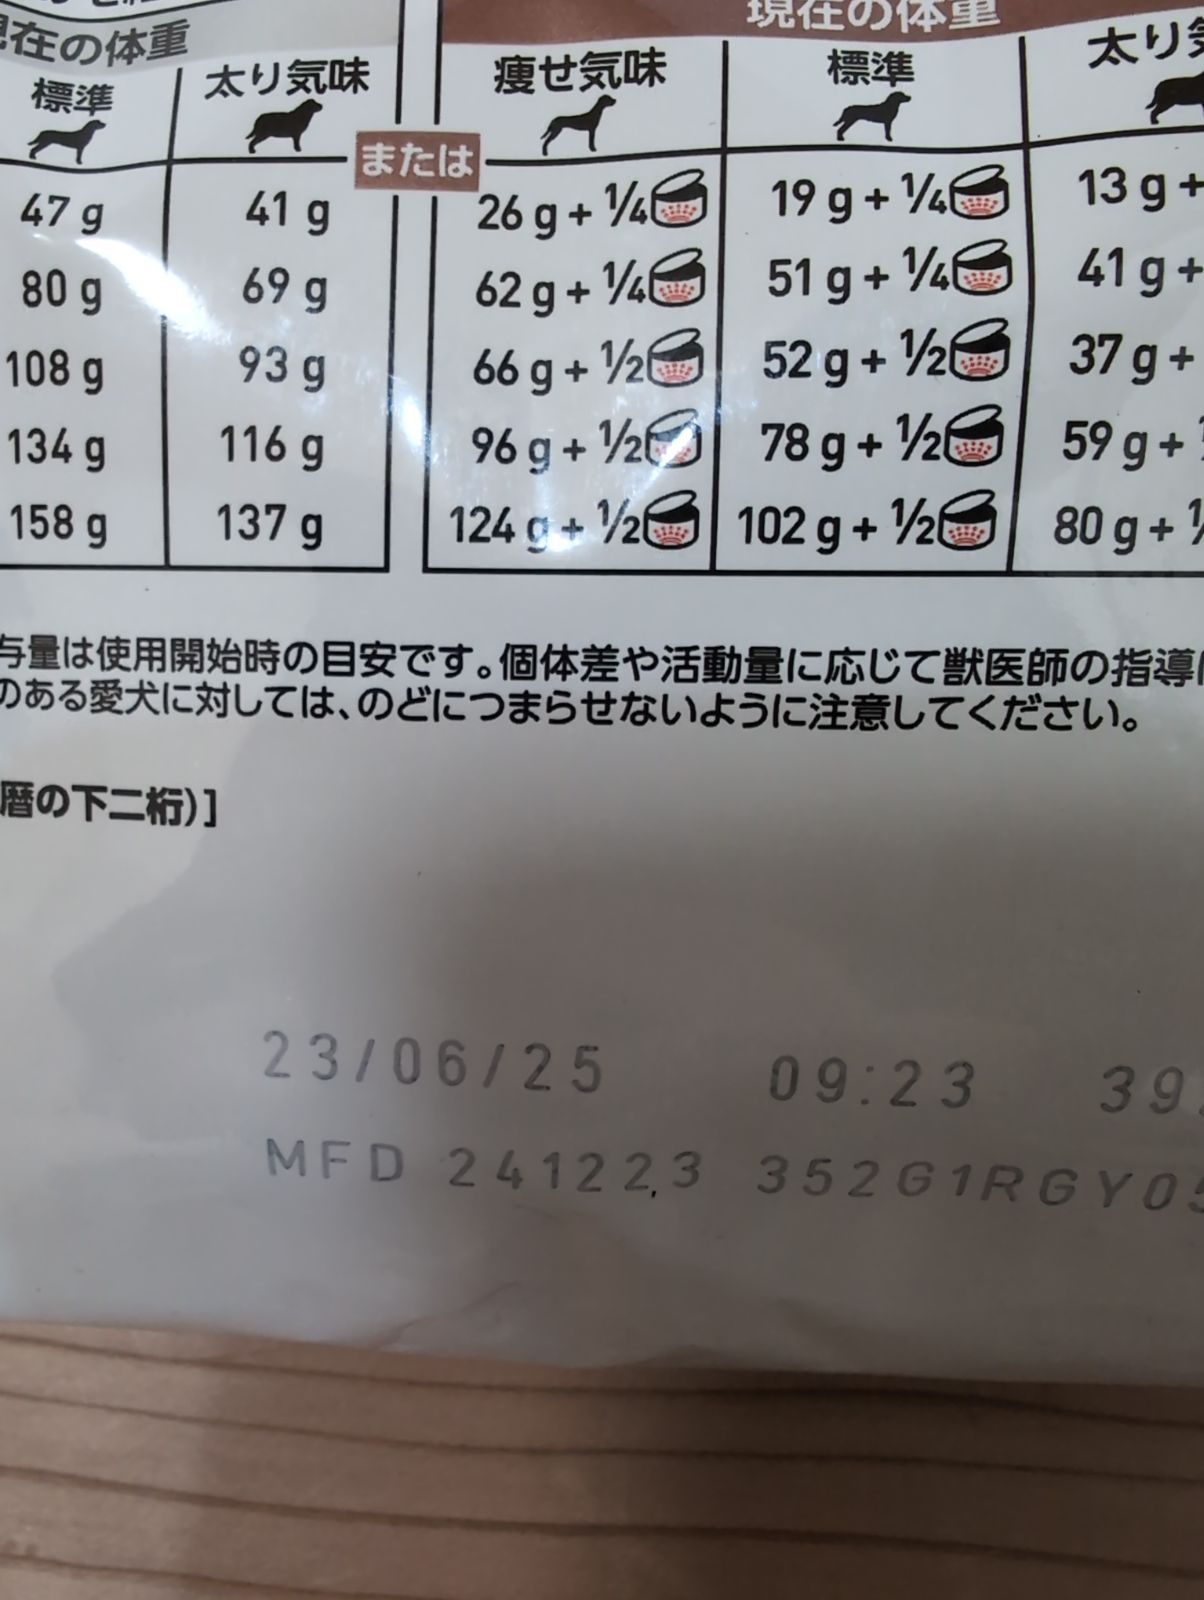 現在の体重
現在の体重
標準 太り気味
痩せ気味 標準
または
47 g 41 g 26 g + ¼ 19 g + ¼ 13 g +
80 g 69 g 62 g + ¼ 51 g + ¼ 41 g +
108 g 93 g 66 g + ½ 52 g + ½ 37 g +
134 g 116 g 96 g + ½ 78 g + ½ 59 g +
158 g 137 g 124 g + ½ 102 g + ½ 80 g +
与量は使用開始時の目安です。個体差や活動量に応じて獣医師の指導
のある愛犬に対しては、のどにつまらせないように注意してください。
暦の下二桁)]
23/06/25 09:23 39
MFD 241223 352G1RGY05